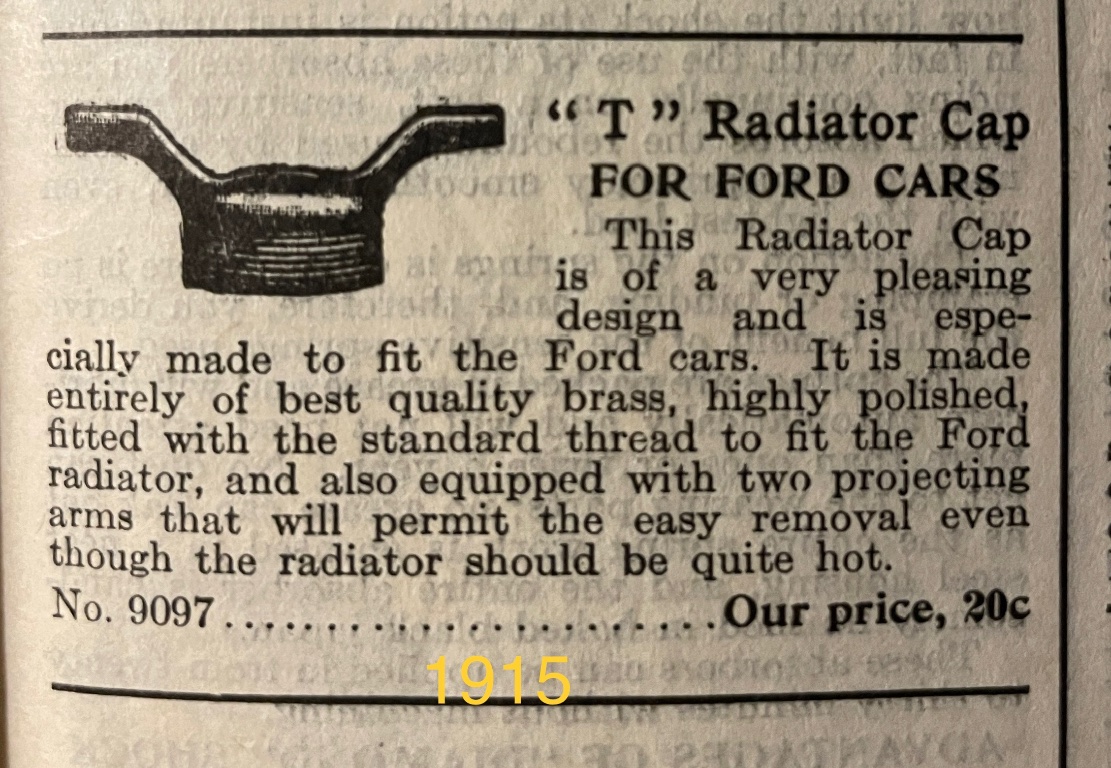 “ T ” Radiator Cap
FOR FORD CARS
This Radiator Cap
is of a very pleasing
design and is espe-
cially made to fit the Ford cars. It is made
entirely of best quality brass, highly polished,
fitted with the standard thread to fit the Ford
radiator, and also equipped with two projecting
arms that will permit the easy removal even
though the radiator should be quite hot.
No. 9097........................Our price, 20c
1915